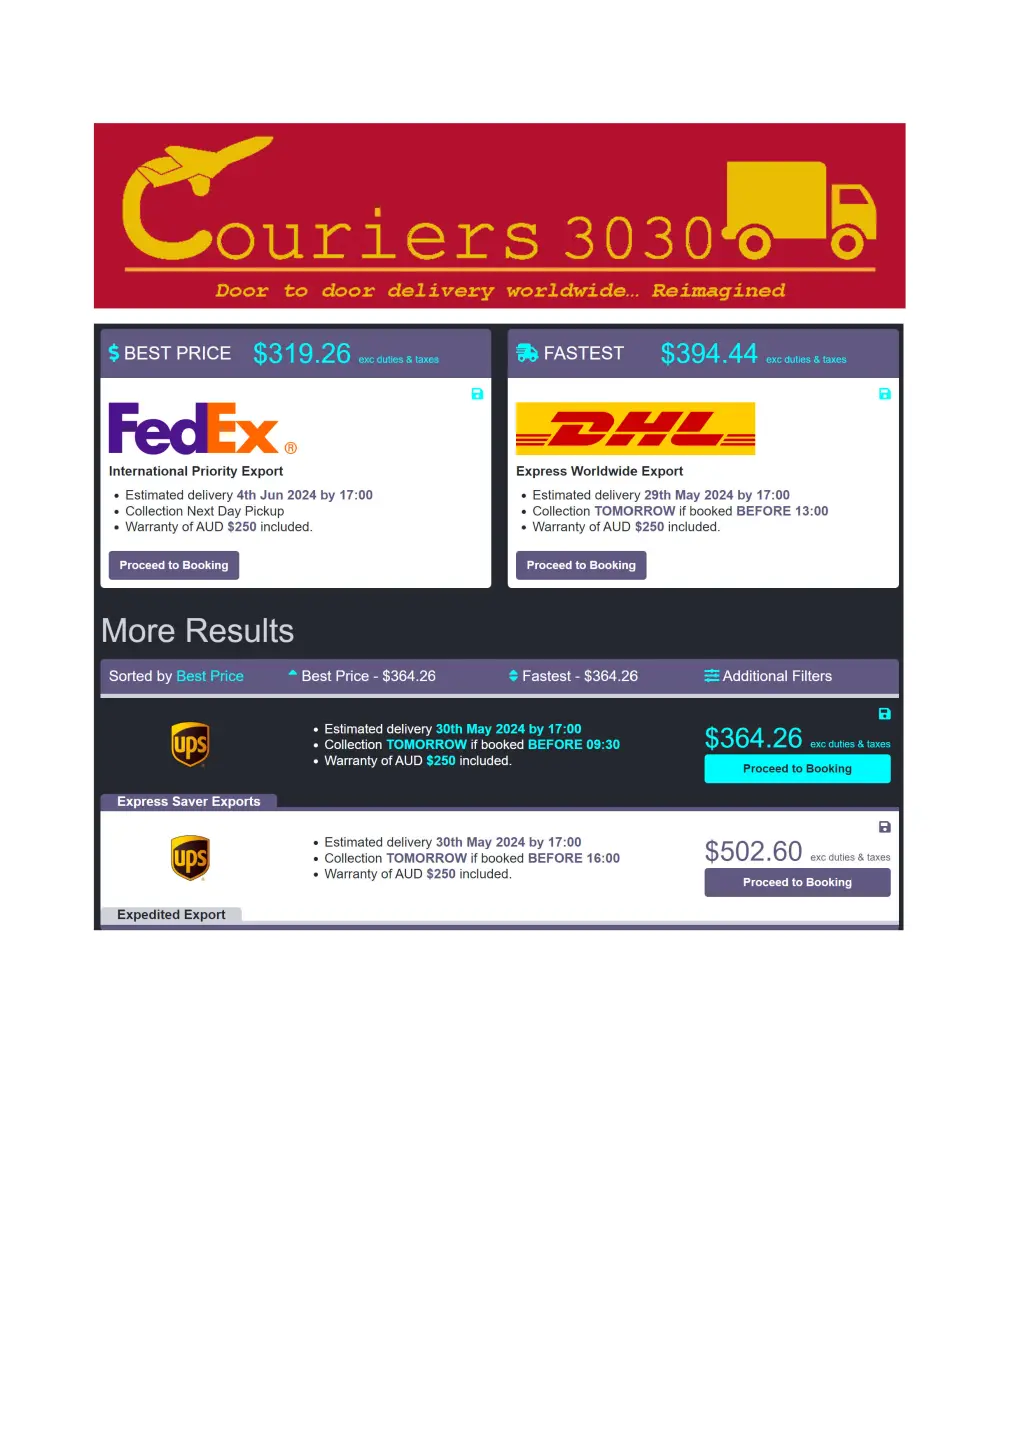 Couriers 3030
Door to door delivery worldwide… Reimagined
BEST PRICE $319.26 exc duties & taxes
FedEx®
International Priority Export
• Estimated delivery 4th Jun 2024 by 17:00
• Collection Next Day Pickup
• Warranty of AUD $250 included.
Proceed to Booking
FASTEST $394.44 exc duties & taxes
DHL
Express Worldwide Export
• Estimated delivery 29th May 2024 by 17:00
• Collection TOMORROW if booked BEFORE 13:00
• Warranty of AUD $250 included.
Proceed to Booking
More Results
Sorted by Best Price Best Price - $364.26 Fastest - $364.26 Additional Filters
ups
• Estimated delivery 30th May 2024 by 17:00
• Collection TOMORROW if booked BEFORE 09:30
• Warranty of AUD $250 included.
$364.26 exc duties & taxes
Proceed to Booking
Express Saver Exports
ups
• Estimated delivery 30th May 2024 by 17:00
• Collection TOMORROW if booked BEFORE 16:00
• Warranty of AUD $250 included.
$502.60 exc duties & taxes
Proceed to Booking
Expedited Export